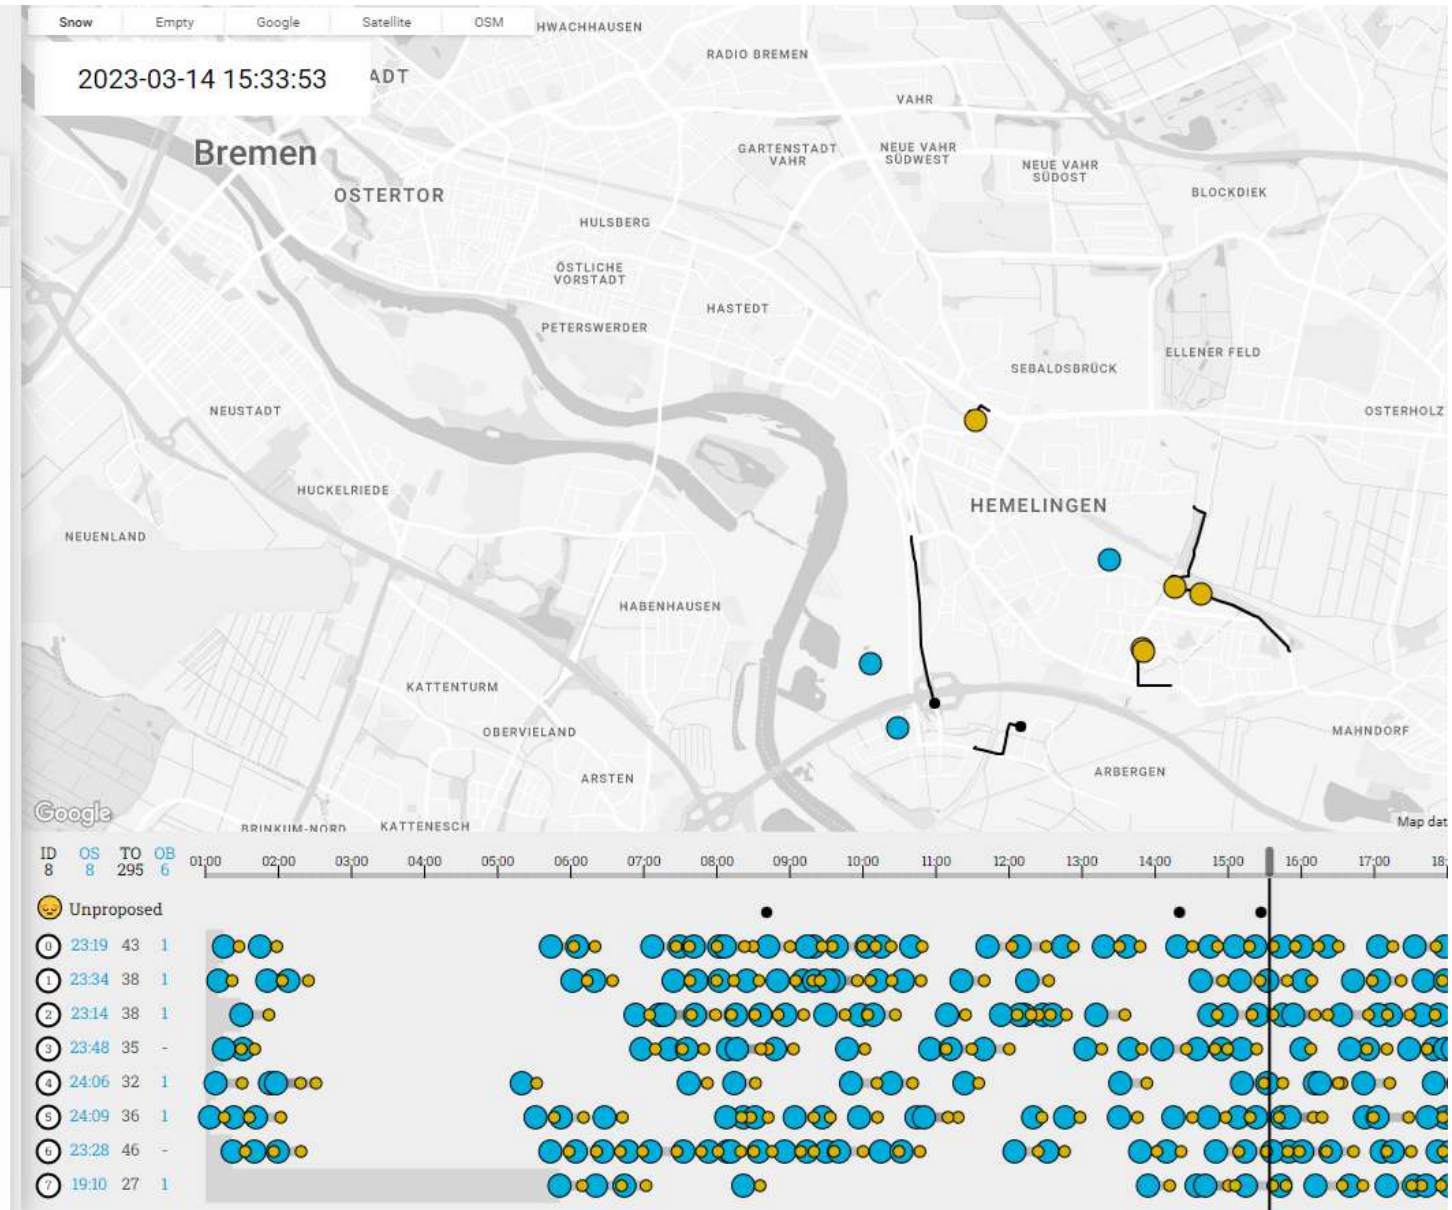 Snow Empty Google Satellite OSM
HWACHHAUSEN
RADIO BREMEN
2023-03-14 15:33:53
ADT
VAHR
Bremen
GARTENSTADT
VAHR
NEUE VAHR
SÜDWEST
NEUE VAHR
SÜDOST
BLOCKDIEK
OSTERTOR
HULSBERG
ÖSTLICHE
VORSTADT
HASTEDT
PETERSWERDER
ELLENER FELD
SEBALDSBRÜCK
NEUSTADT
OSTERHOLZ
HUCKELRIEDE
HEMELINGEN
NEUENLAND
HABENHAUSEN
KATTENTURM
OBERVIELAND
MAHNDORF
ARSTEN
ARBERGEN
Google
BRINKUM-NORD
KATTENESCH
Map dat
ID OS TO OB
8 8 295 6
01:00 02:00 03:00 04:00 05:00 06:00 07:00 08:00 09:00 10:00 11:00 12:00 13:00 14:00 15:00 16:00 17:00 18:
Unproposed
0 23:19 43 1
1 23:34 38 1
2 23:14 38 1
3 23:48 35 -
4 24:06 32 1
5 24:09 36 1
6 23:28 46 -
7 19:10 27 1